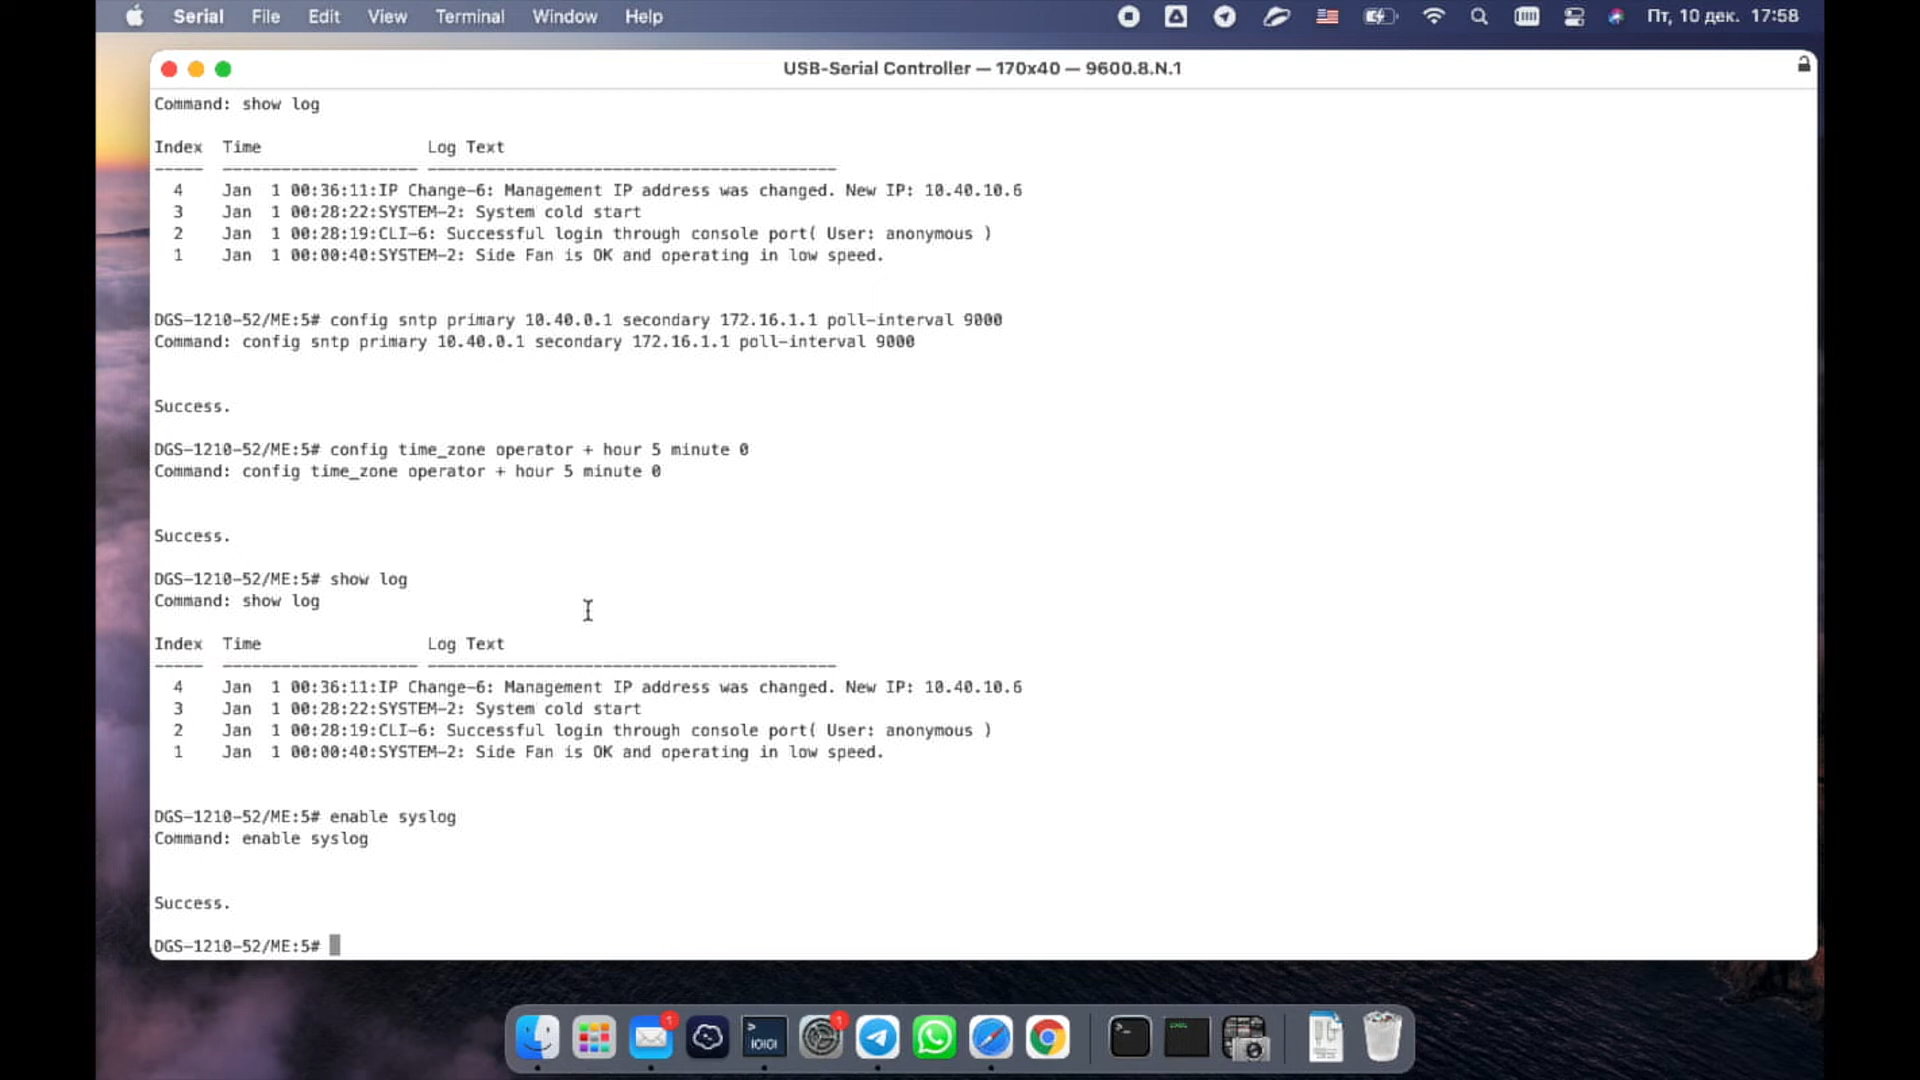 Serial File Edit View Terminal Window Help Пт, 10 дек. 17:58
USB-Serial Controller — 170x40 — 9600.8.N.1
Command: show log
Index Time Log Text
----- -------------------- ------------------------------------------
4 Jan 1 00:36:11:IP Change-6: Management IP address was changed. New IP: 10.40.10.6
3 Jan 1 00:28:22:SYSTEM-2: System cold start
2 Jan 1 00:28:19:CLI-6: Successful login through console port( User: anonymous )
1 Jan 1 00:00:40:SYSTEM-2: Side Fan is OK and operating in low speed.
DGS-1210-52/ME:5# config sntp primary 10.40.0.1 secondary 172.16.1.1 poll-interval 9000
Command: config sntp primary 10.40.0.1 secondary 172.16.1.1 poll-interval 9000
Success.
DGS-1210-52/ME:5# config time_zone operator + hour 5 minute 0
Command: config time_zone operator + hour 5 minute 0
Success.
DGS-1210-52/ME:5# show log
Command: show log
Index Time Log Text
----- -------------------- ------------------------------------------
4 Jan 1 00:36:11:IP Change-6: Management IP address was changed. New IP: 10.40.10.6
3 Jan 1 00:28:22:SYSTEM-2: System cold start
2 Jan 1 00:28:19:CLI-6: Successful login through console port( User: anonymous )
1 Jan 1 00:00:40:SYSTEM-2: Side Fan is OK and operating in low speed.
DGS-1210-52/ME:5# enable syslog
Command: enable syslog
Success.
DGS-1210-52/ME:5#
1 1
IOIOI